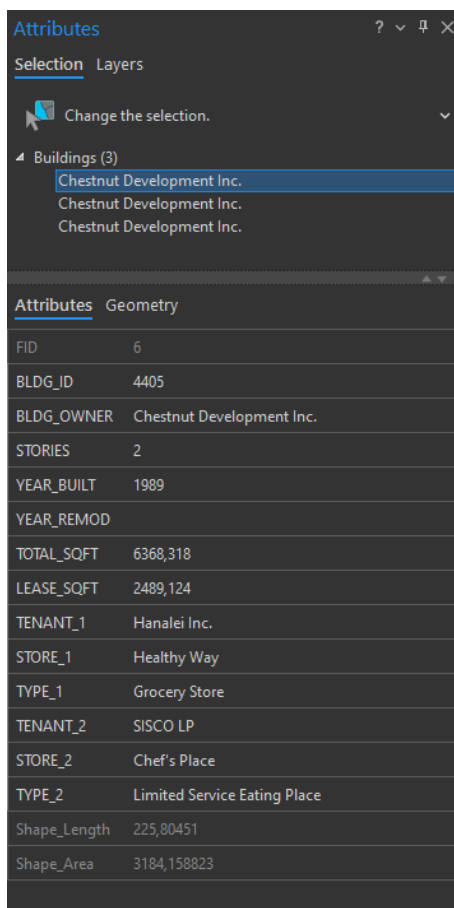 Attributes ?
Selection Layers
Change the selection.
Buildings (3)
Chestnut Development Inc.
Chestnut Development Inc.
Chestnut Development Inc.
Attributes Geometry
FID 6
BLDG_ID 4405
BLDG_OWNER Chestnut Development Inc.
STORIES 2
YEAR_BUILT 1989
YEAR_REMOD
TOTAL_SQFT 6368,318
LEASE_SQFT 2489,124
TENANT_1 Hanalei Inc.
STORE_1 Healthy Way
TYPE_1 Grocery Store
TENANT_2 SISCO LP
STORE_2 Chef's Place
TYPE_2 Limited Service Eating Place
Shape_Length 225,80451
Shape_Area 3184,158823